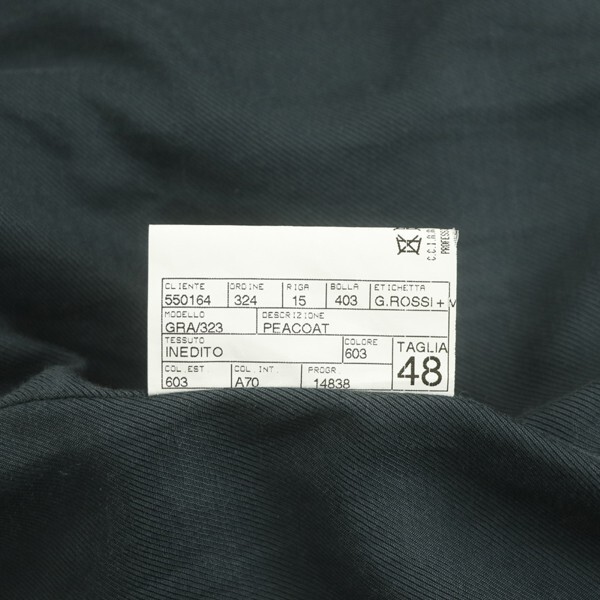 C.C.I.A.A.
PROFESS
CLIENTE ORDINE RIGA BOLLA ETICHETTA
550164 324 15 403 G.ROSSI + V
MODELLO DESCRIZIONE
GRA/323 PEACOAT
TESSUTO COLORE
INEDITO 603 TAGLIA
COL.EST COL.INT. PROGR. 48
603 A70 14838